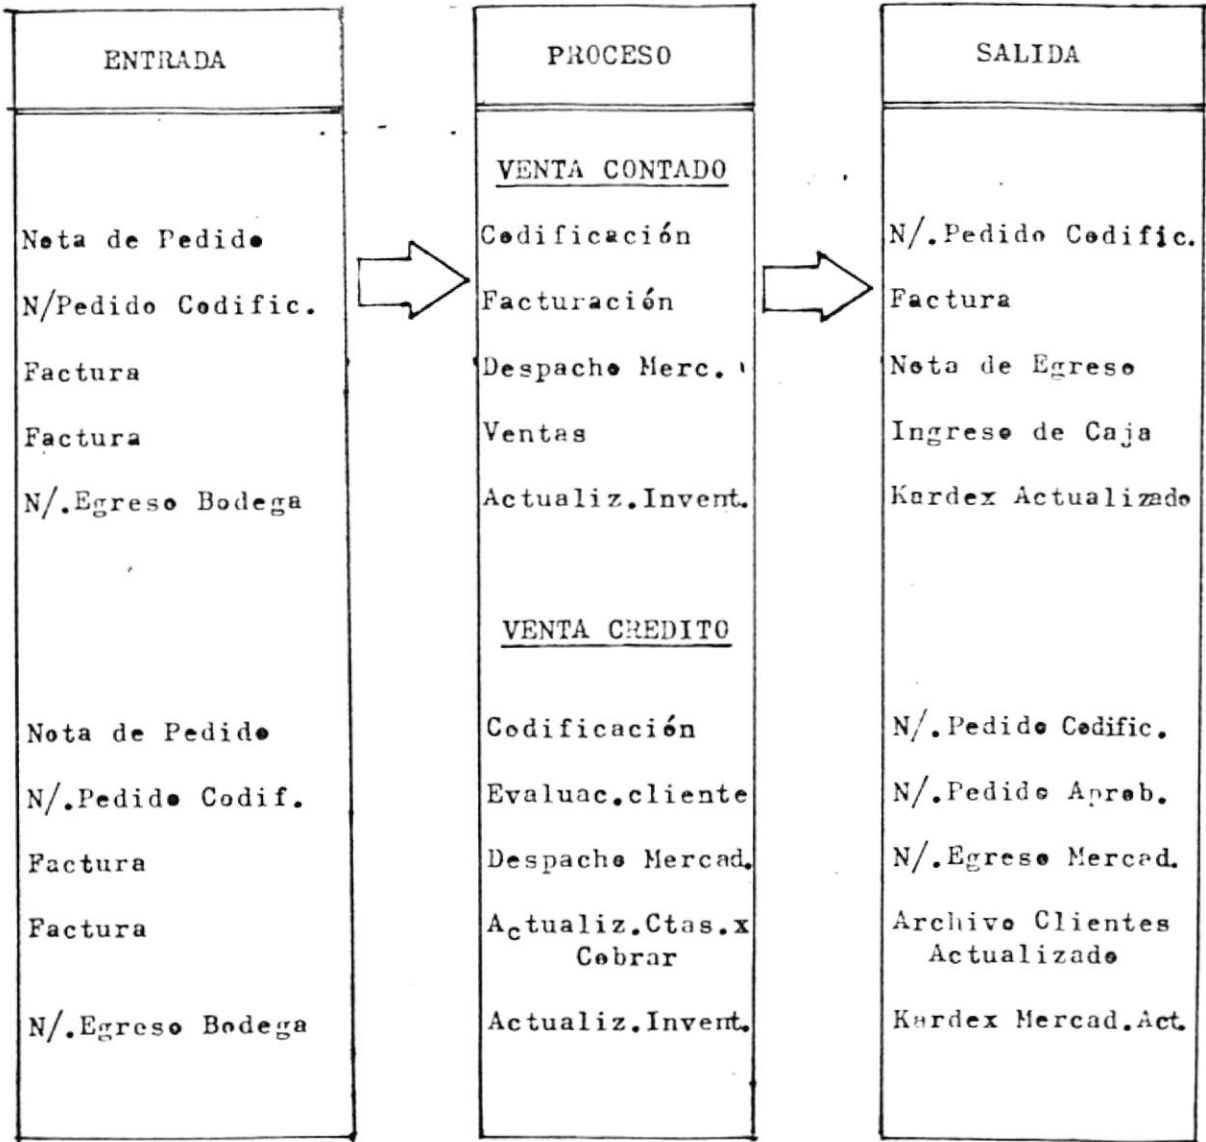 ENTRADA
PROCESO
SALIDA
VENTA CONTADO
Nota de Pedido
Codificación
N/.Pedido Codific.
N/Pedido Codific.
Facturación
Factura
Factura
Despacho Merc.
Nota de Egreso
Factura
Ventas
Ingreso de Caja
N/.Egreso Bodega
Actualiz.Invent.
Kardex Actualizado
VENTA CREDITO
Nota de Pedido
Codificación
N/.Pedido Codific.
N/.Pedido Codif.
Evaluac.cliente
N/.Pedido Aprob.
Factura
Despacho Mercad.
N/.Egreso Mercad.
Factura
Actualiz.Ctas.x
Cobrar
Archivo Clientes
Actualizado
N/.Egreso Bodega
Actualiz.Invent.
Kardex Mercad.Act.